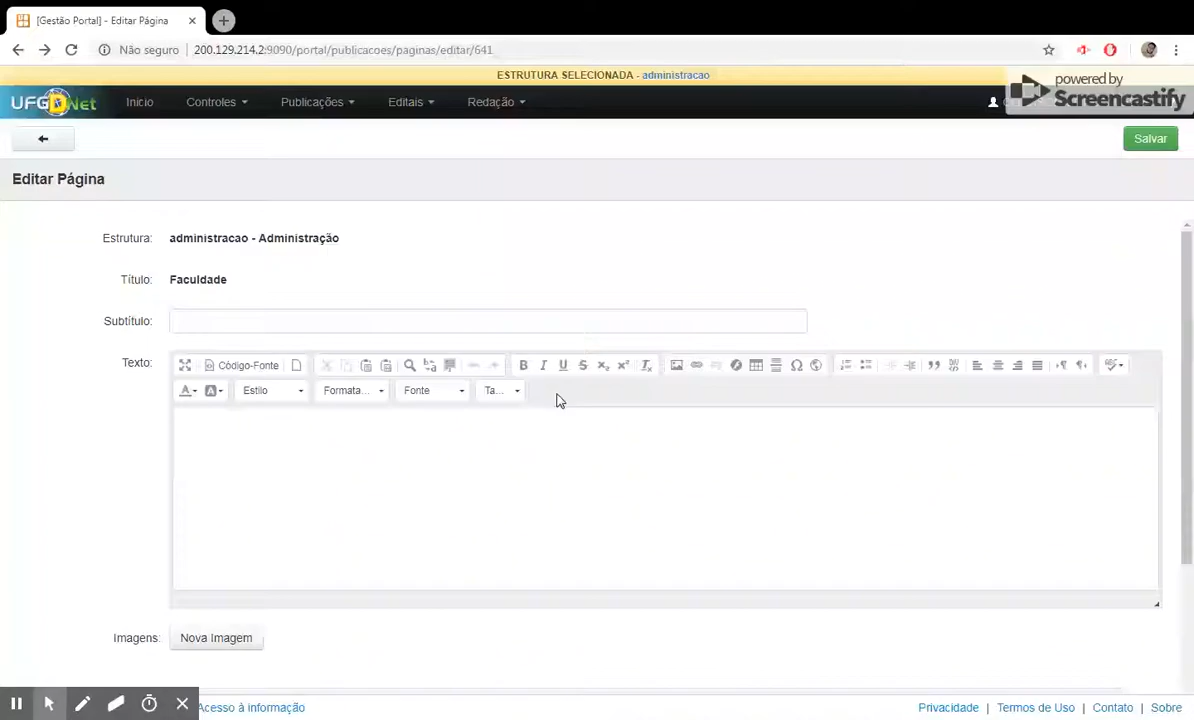 [Gestão Portal] - Editar Página
Não seguro
200.129.214.2:9090/portal/publicacoes/paginas/editar/641
ESTRUTURA SELECIONADA - administracao
powered by
Screencastify
UFGDNet
Inicio
Controles
Publicações
Editais
Redação
Salvar
Editar Página
Estrutura: administracao - Administração
Título: Faculdade
Subtítulo:
Texto:
Código-Fonte
Estilo
Formata...
Fonte
Ta...
Imagens: Nova Imagem
Acesso à informação
Privacidade | Termos de Uso | Contato | Sobre